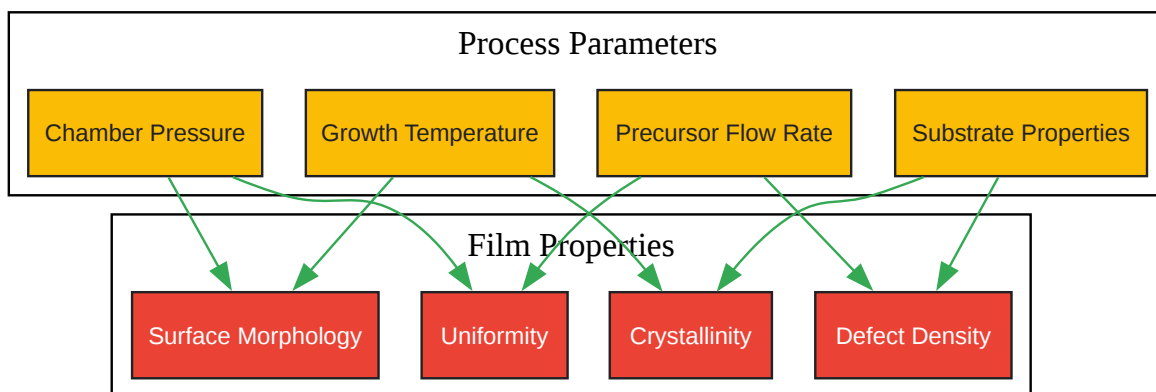 Process Parameters
Chamber Pressure
Growth Temperature
Precursor Flow Rate
Substrate Properties
Film Properties
Surface Morphology
Uniformity
Crystallinity
Defect Density